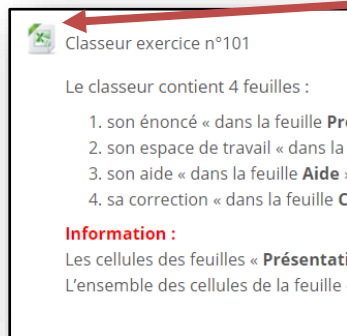 Classeur exercice n°101
Le classeur contient 4 feuilles :
1. son énoncé « dans la feuille
2. son espace de travail « dans la
3. son aide « dans la feuille Aide
4. sa correction « dans la feuille
Information :
Les cellules des feuilles «
L'ensemble des cellules de la feuille